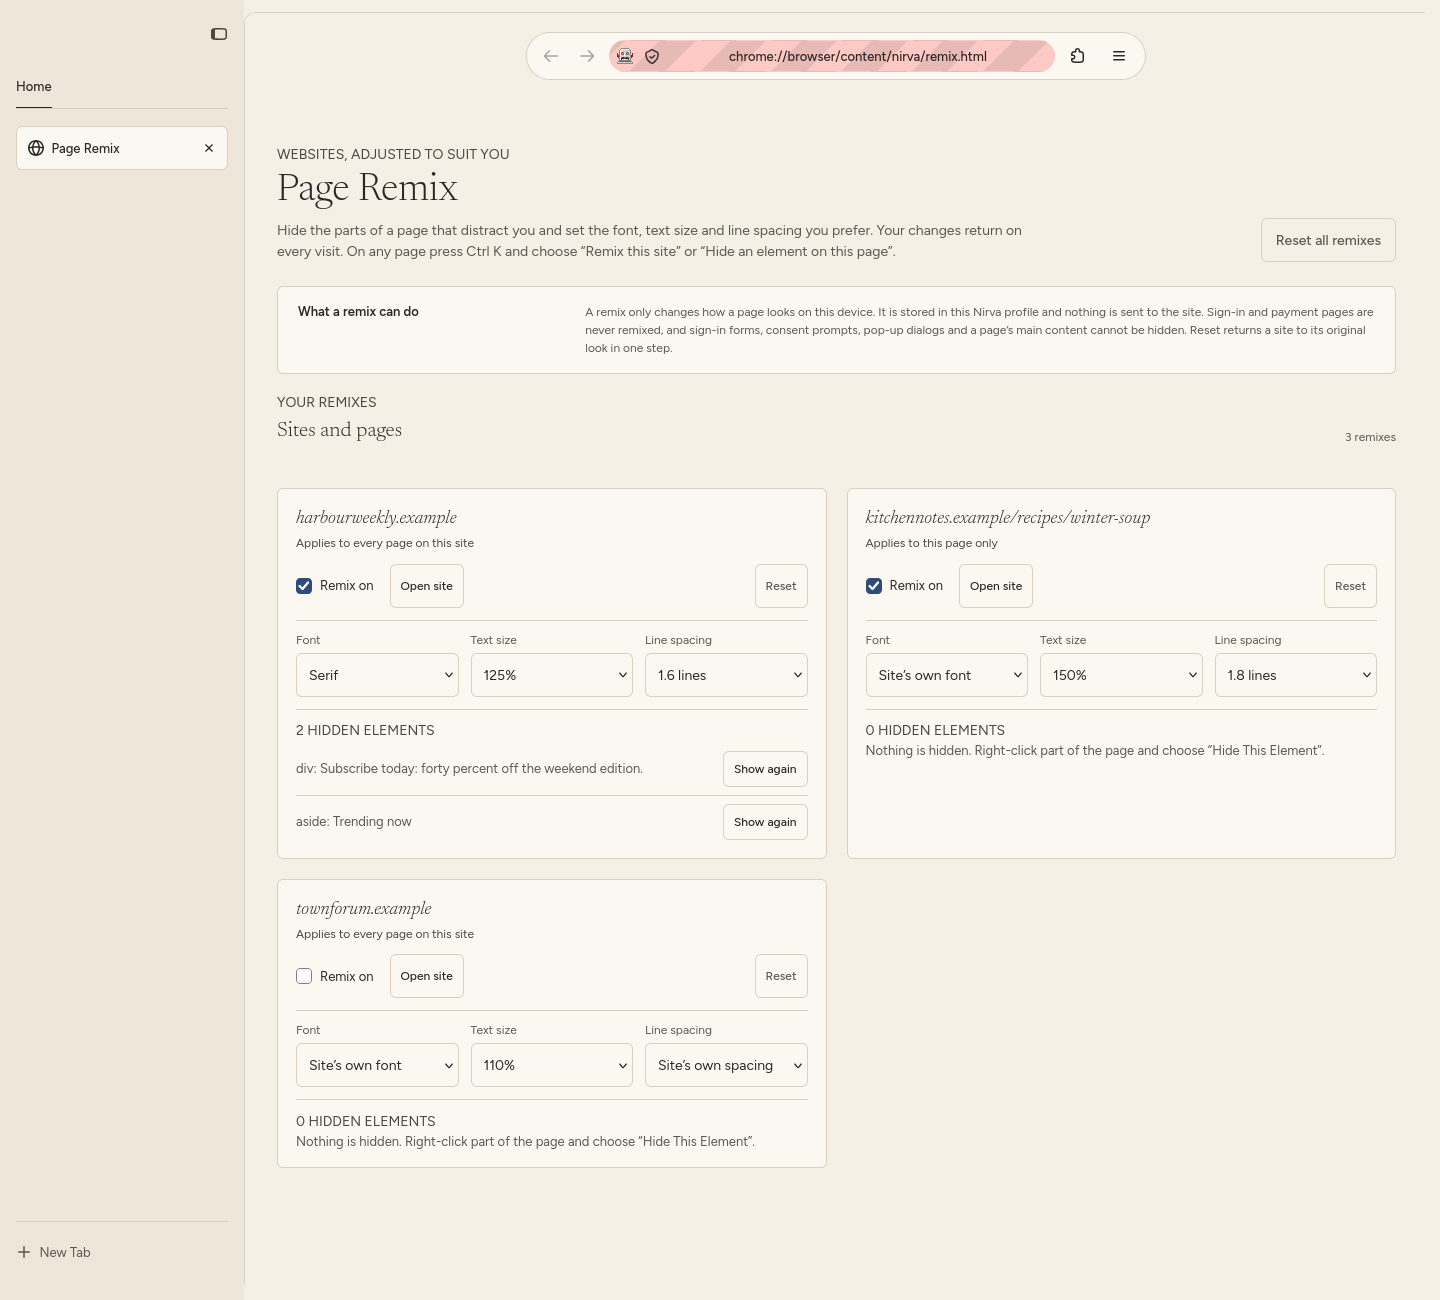 chrome://browser/content/nirva/remix.html
Home
Page Remix
WEBSITES, ADJUSTED TO SUIT YOU
Page Remix
Hide the parts of a page that distract you and set the font, text size and line spacing you prefer. Your changes return on
every visit. On any page press Ctrl K and choose “Remix this site” or “Hide an element on this page”.
Reset all remixes
What a remix can do
A remix only changes how a page looks on this device. It is stored in this Nirva profile and nothing is sent to the site. Sign-in and payment pages are
never remixed, and sign-in forms, consent prompts, pop-up dialogs and a page’s main content cannot be hidden. Reset returns a site to its original
look in one step.
YOUR REMIXES
Sites and pages
3 remixes
harbourweekly.example
Applies to every page on this site
Remix on
Open site
Reset
Font
Text size
Line spacing
Serif
125%
1.6 lines
2 HIDDEN ELEMENTS
div: Subscribe today: forty percent off the weekend edition.
Show again
aside: Trending now
Show again
kitchennotes.example/recipes/winter-soup
Applies to this page only
Remix on
Open site
Reset
Font
Text size
Line spacing
Site’s own font
150%
1.8 lines
0 HIDDEN ELEMENTS
Nothing is hidden. Right-click part of the page and choose “Hide This Element”.
townforum.example
Applies to every page on this site
Remix on
Open site
Reset
Font
Text size
Line spacing
Site’s own font
110%
Site’s own spacing
0 HIDDEN ELEMENTS
Nothing is hidden. Right-click part of the page and choose “Hide This Element”.
New Tab